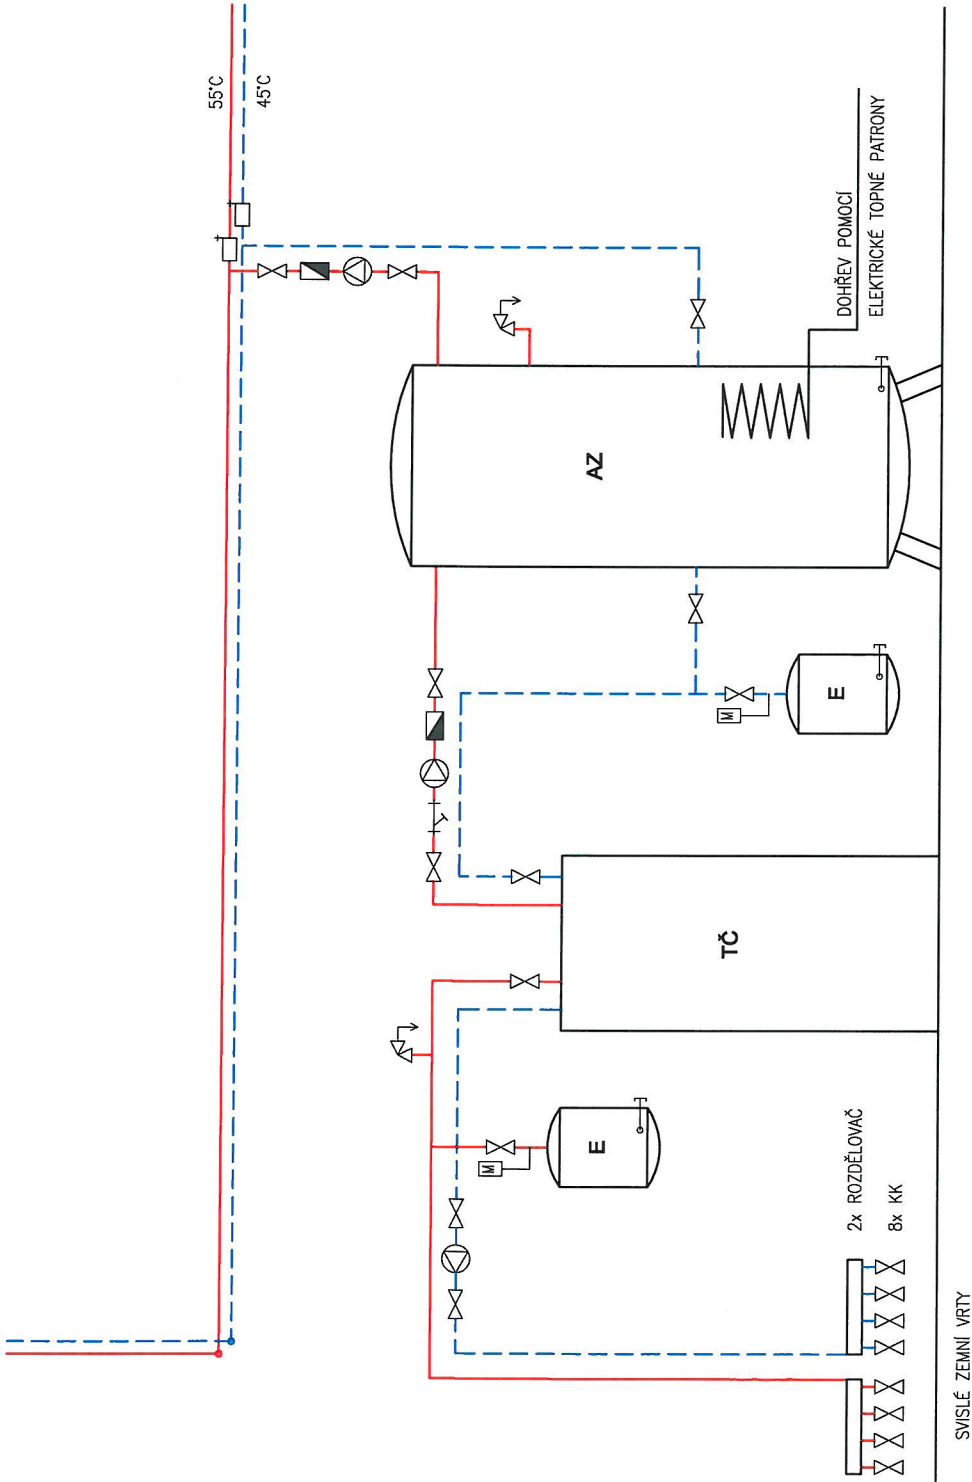 55°C
45°C
DOHŘEV POMOCÍ
ELEKTRICKÉ TOPNÉ PATRONY
AZ
M
E
TČ
M
E
2x ROZDĚLOVAČ
8x KK
SVISLÉ ZEMNÍ VRTY